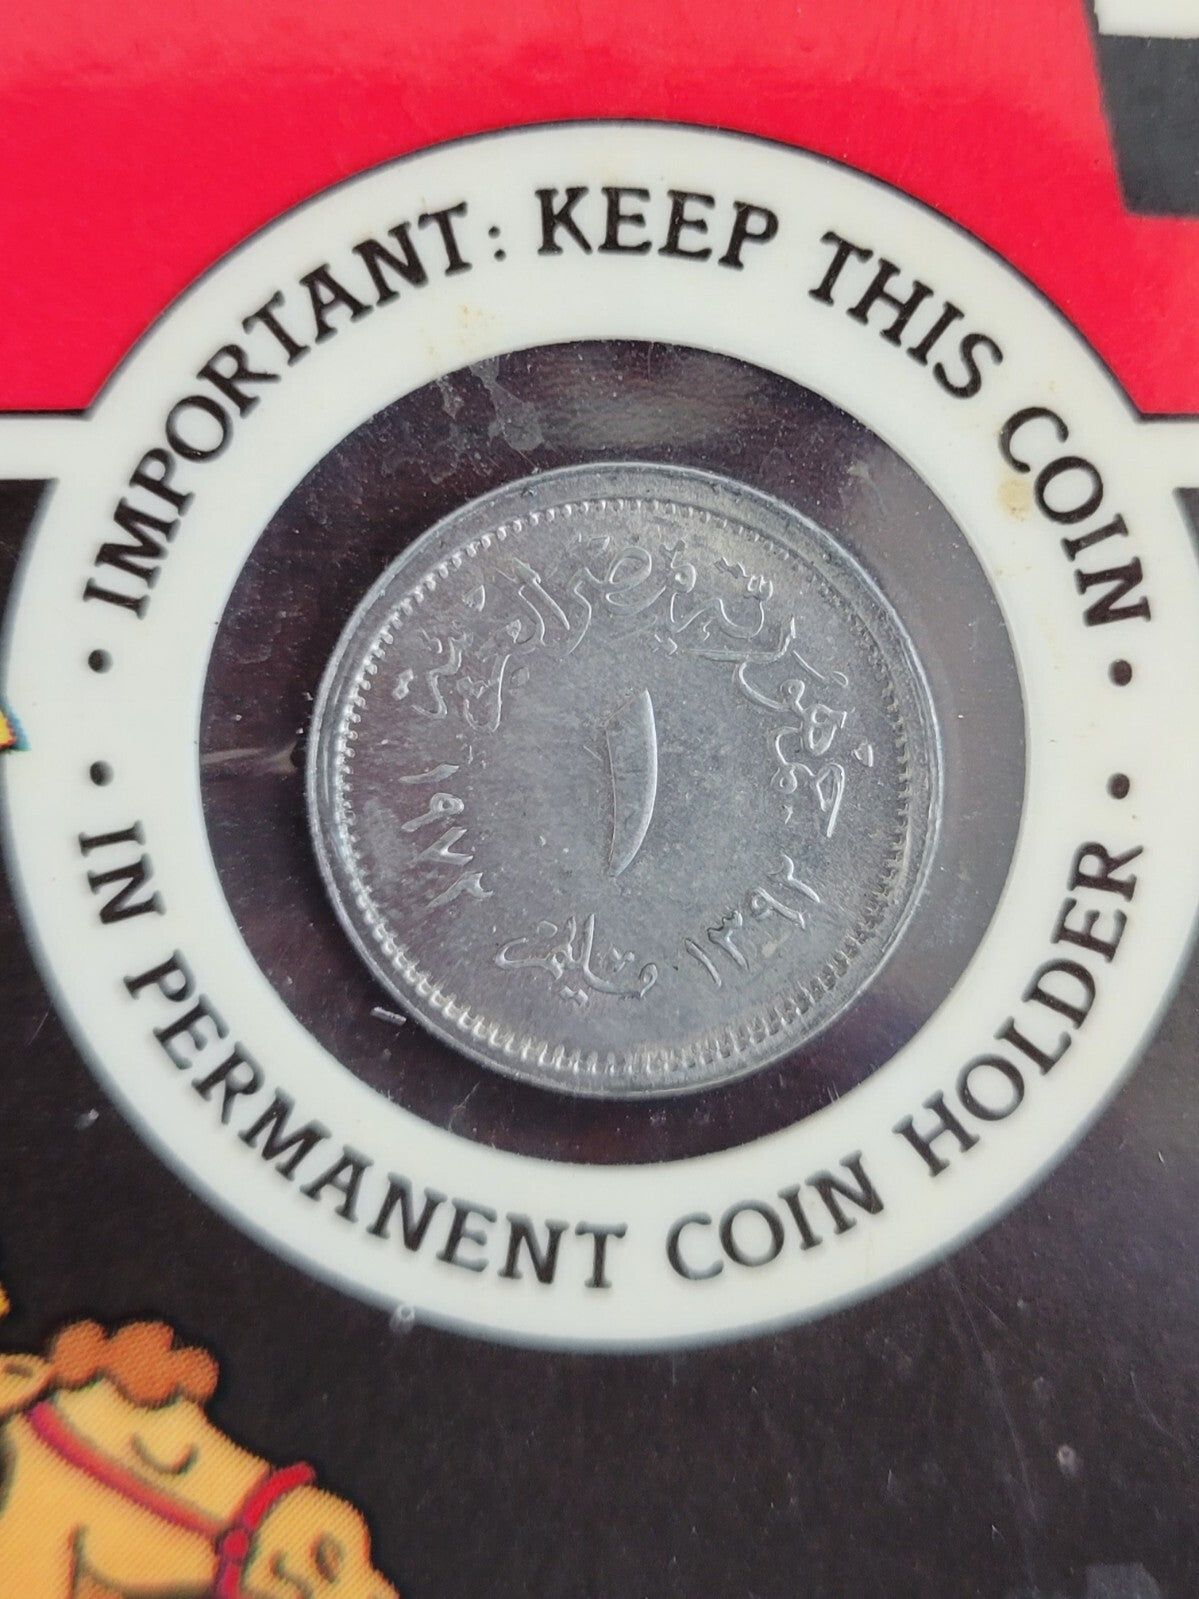 · IMPORTANT: KEEP THIS COIN ·
· IN PERMANENT COIN HOLDER ·
جمهورية مصر العربية
١
١٣٩٢ مليم ١٩٧٢